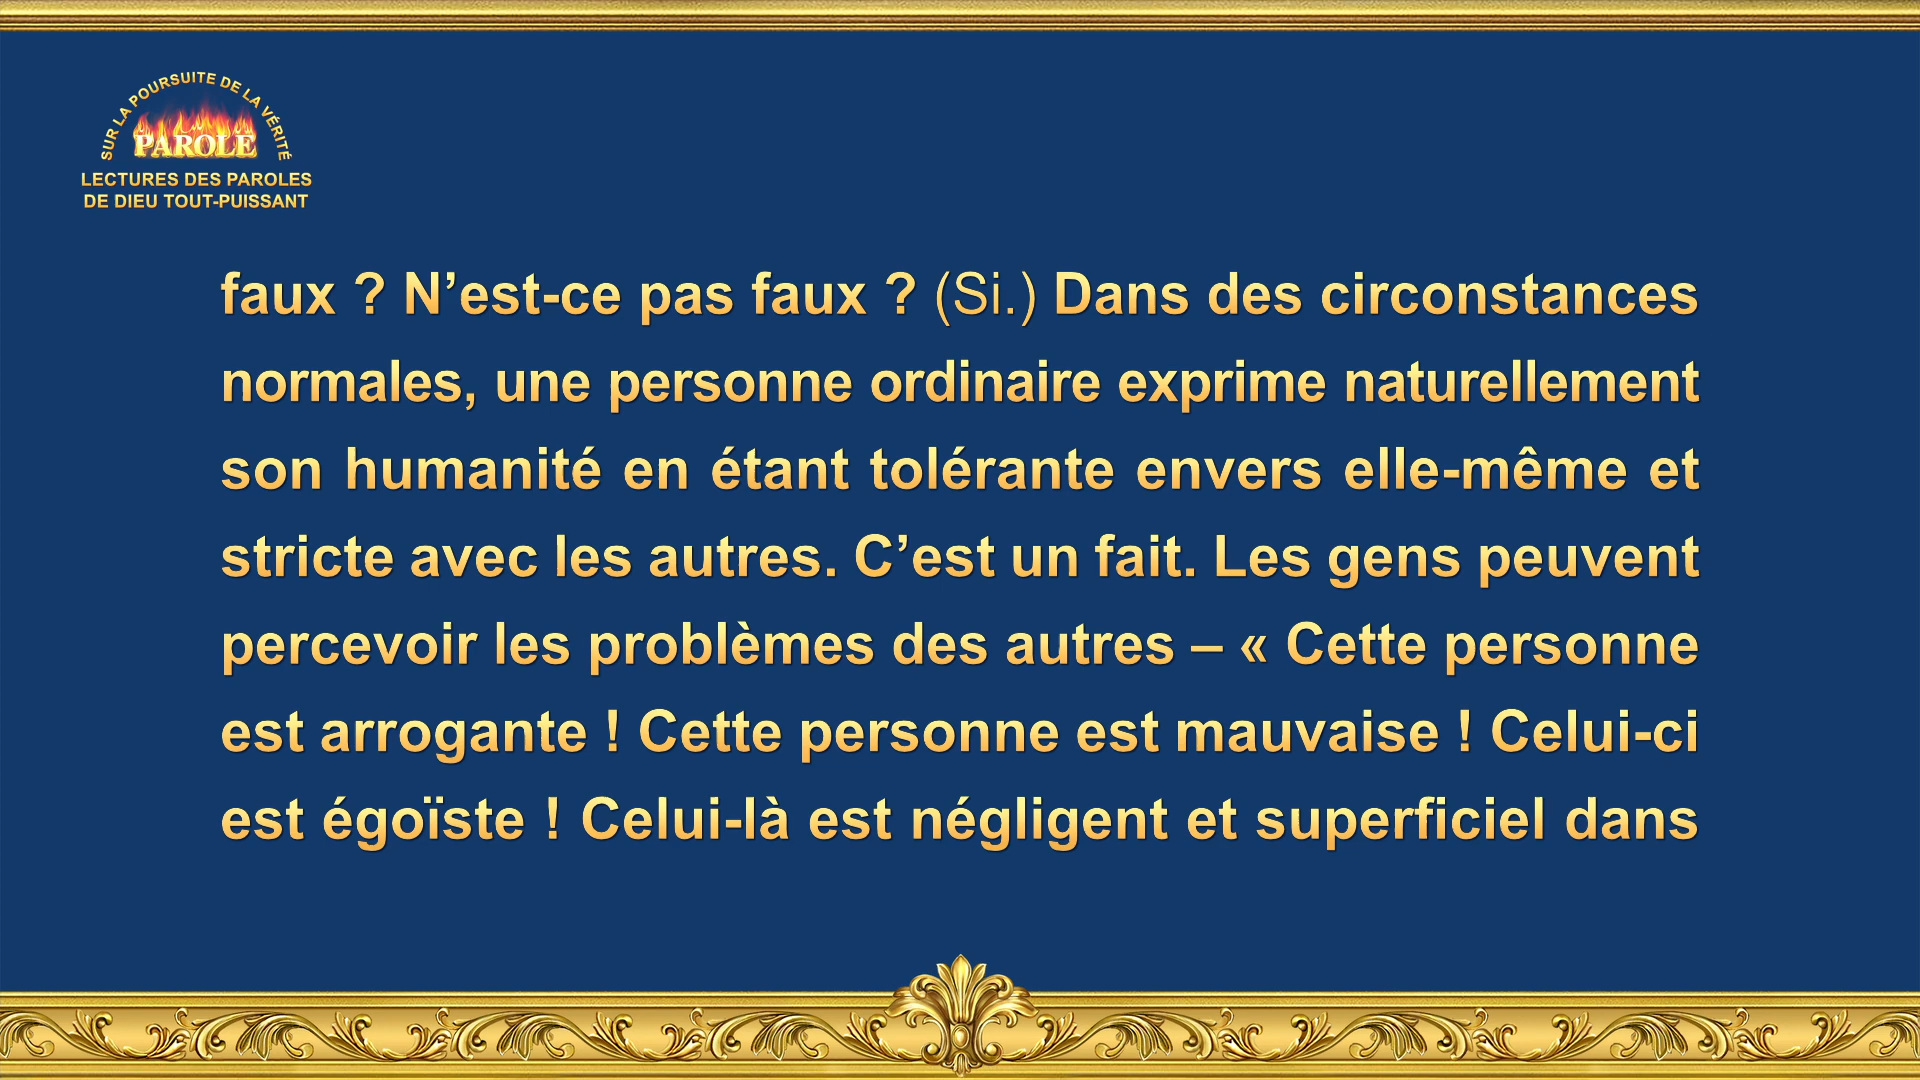 SUR LA POURSUITE DE LA VÉRITÉ
PAROLE
LECTURES DES PAROLES
DE DIEU TOUT-PUISSANT
faux ? N’est-ce pas faux ? (Si.) Dans des circonstances
normales, une personne ordinaire exprime naturellement
son humanité en étant tolérante envers elle-même et
stricte avec les autres. C’est un fait. Les gens peuvent
percevoir les problèmes des autres – « Cette personne
est arrogante ! Cette personne est mauvaise ! Celui-ci
est égoïste ! Celui-là est négligent et superficiel dans